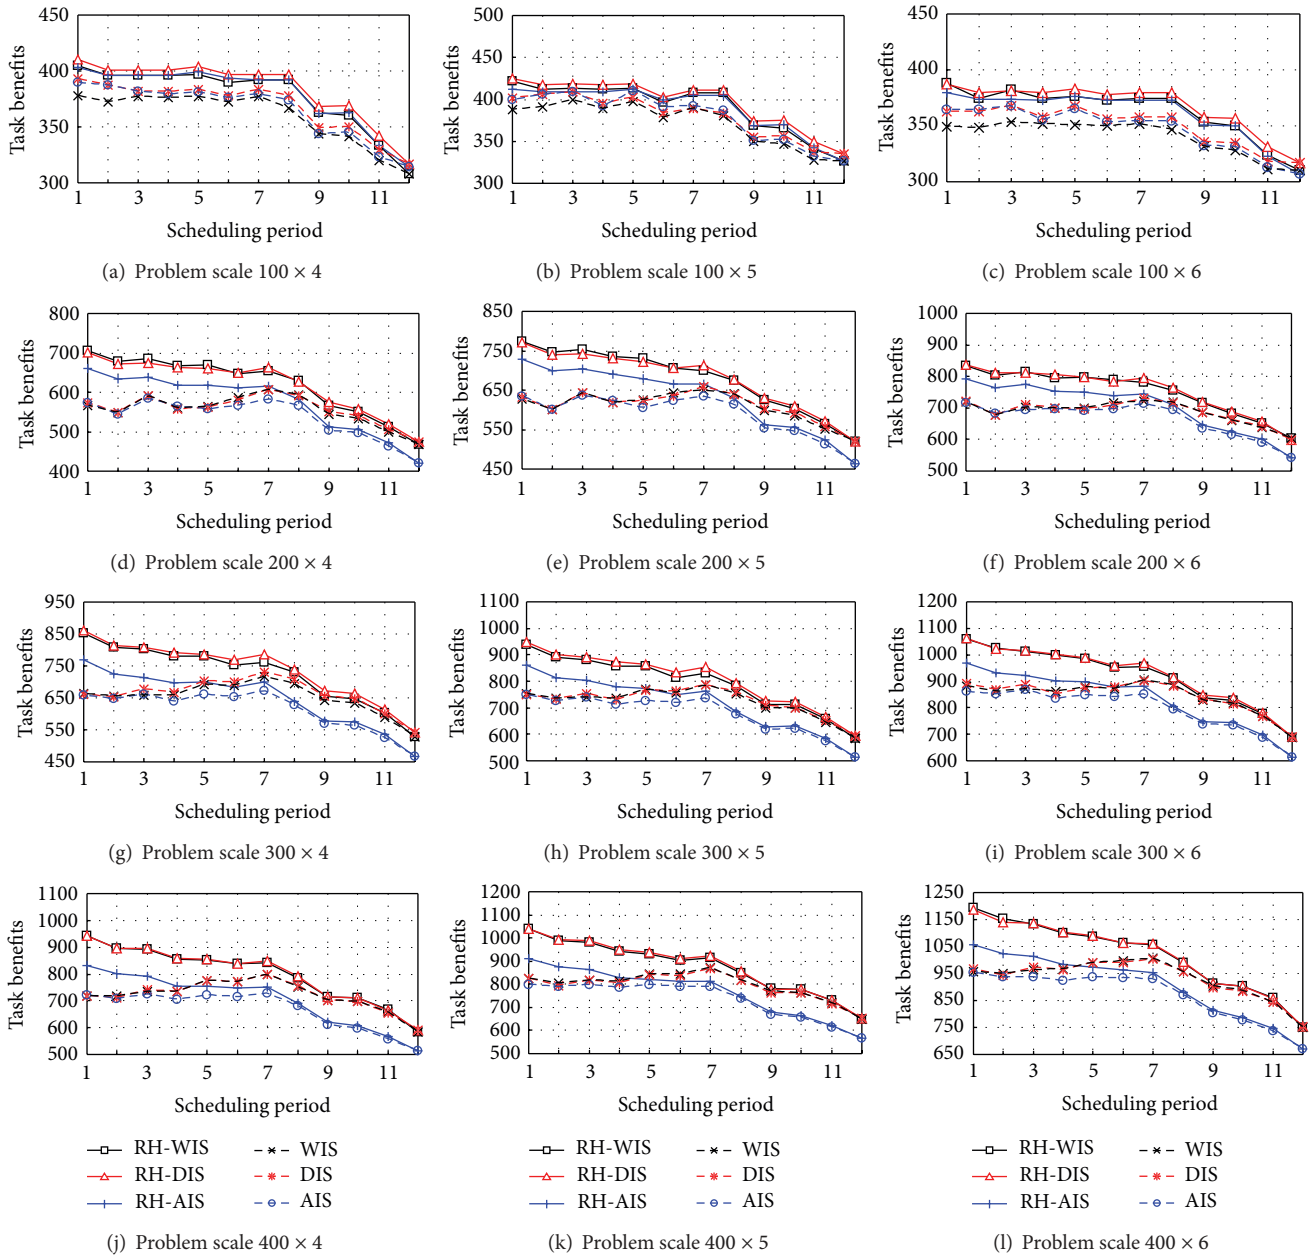 450
400
350
300
Task benefits
1 3 5 7 9 11
Scheduling period
(a) Problem scale 100 × 4
500
450
400
350
300
Task benefits
1 3 5 7 9 11
Scheduling period
(b) Problem scale 100 × 5
450
400
350
300
Task benefits
1 3 5 7 9 11
Scheduling period
(c) Problem scale 100 × 6
800
700
600
500
400
Task benefits
1 3 5 7 9 11
Scheduling period
(d) Problem scale 200 × 4
850
750
650
550
450
Task benefits
1 3 5 7 9 11
Scheduling period
(e) Problem scale 200 × 5
1000
900
800
700
600
500
Task benefits
1 3 5 7 9 11
Scheduling period
(f) Problem scale 200 × 6
950
850
750
650
550
450
Task benefits
1 3 5 7 9 11
Scheduling period
(g) Problem scale 300 × 4
1100
1000
900
800
700
600
500
Task benefits
1 3 5 7 9 11
Scheduling period
(h) Problem scale 300 × 5
1200
1100
1000
900
800
700
600
Task benefits
1 3 5 7 9 11
Scheduling period
(i) Problem scale 300 × 6
1100
1000
900
800
700
600
500
Task benefits
1 3 5 7 9 11
Scheduling period
RH-WIS
RH-DIS
RH-AIS
WIS
DIS
AIS
(j) Problem scale 400 × 4
1200
1100
1000
900
800
700
600
500
Task benefits
1 3 5 7 9 11
Scheduling period
RH-WIS
RH-DIS
RH-AIS
WIS
DIS
AIS
(k) Problem scale 400 × 5
1250
1150
1050
950
850
750
650
Task benefits
1 3 5 7 9 11
Scheduling period
RH-WIS
RH-DIS
RH-AIS
WIS
DIS
AIS
(l) Problem scale 400 × 6